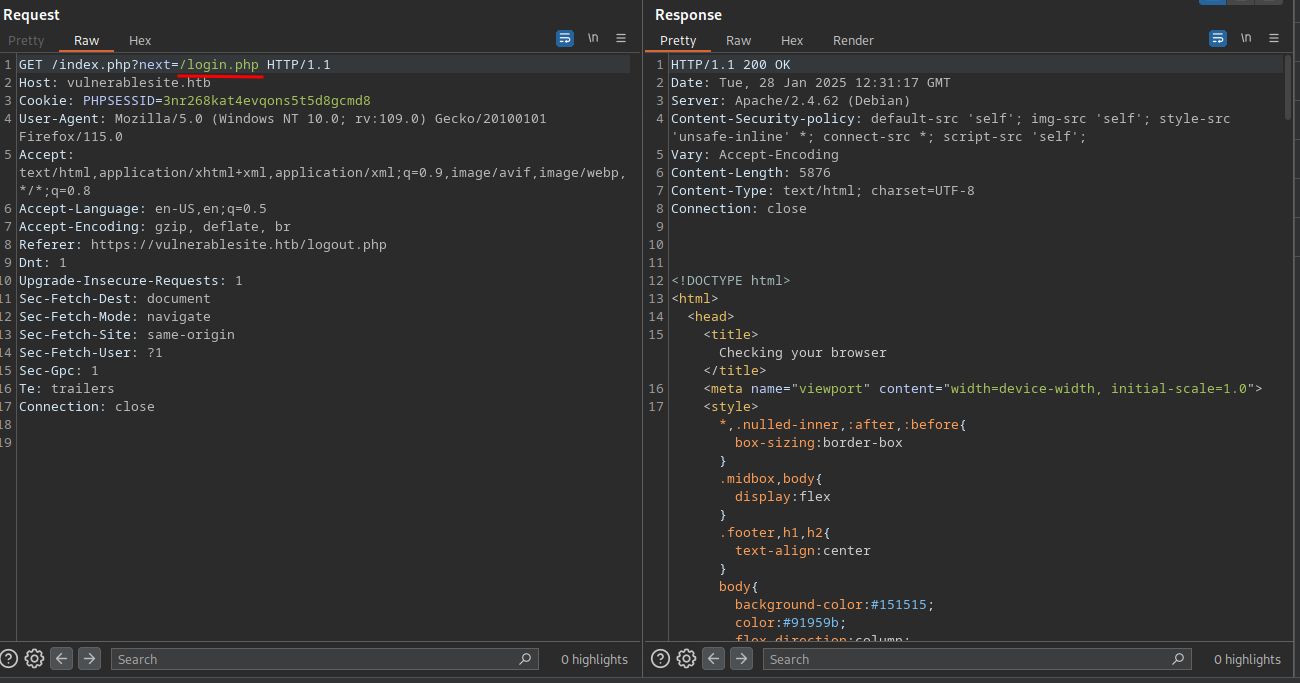 Request
Pretty Raw Hex
\n
1 GET /index.php?next=/login.php HTTP/1.1
2 Host: vulnerablesite.htb
3 Cookie: PHPSESSID=3nr268kat4evqons5t5d8gcmd8
4 User-Agent: Mozilla/5.0 (Windows NT 10.0; rv:109.0) Gecko/20100101
Firefox/115.0
5 Accept:
text/html,application/xhtml+xml,application/xml;q=0.9,image/avif,image/webp,
*/*;q=0.8
6 Accept-Language: en-US,en;q=0.5
7 Accept-Encoding: gzip, deflate, br
8 Referer: https://vulnerablesite.htb/logout.php
9 Dnt: 1
10 Upgrade-Insecure-Requests: 1
11 Sec-Fetch-Dest: document
12 Sec-Fetch-Mode: navigate
13 Sec-Fetch-Site: same-origin
14 Sec-Fetch-User: ?1
15 Sec-Gpc: 1
16 Te: trailers
17 Connection: close
18
19
Search
0 highlights
Response
Pretty Raw Hex Render
\n
1 HTTP/1.1 200 OK
2 Date: Tue, 28 Jan 2025 12:31:17 GMT
3 Server: Apache/2.4.62 (Debian)
4 Content-Security-policy: default-src 'self'; img-src 'self'; style-src
'unsafe-inline' *; connect-src *; script-src 'self';
5 Vary: Accept-Encoding
6 Content-Length: 5876
7 Content-Type: text/html; charset=UTF-8
8 Connection: close
9
10
11
12 <!DOCTYPE html>
13 <html>
14 <head>
15 <title>
Checking your browser
</title>
16 <meta name="viewport" content="width=device-width, initial-scale=1.0">
17 <style>
*,.nulled-inner,:after,:before{
box-sizing:border-box
}
.midbox,body{
display:flex
}
.footer,h1,h2{
text-align:center
}
body{
background-color:#151515;
color:#91959b;
flex-direction:column;
Search
0 highlights